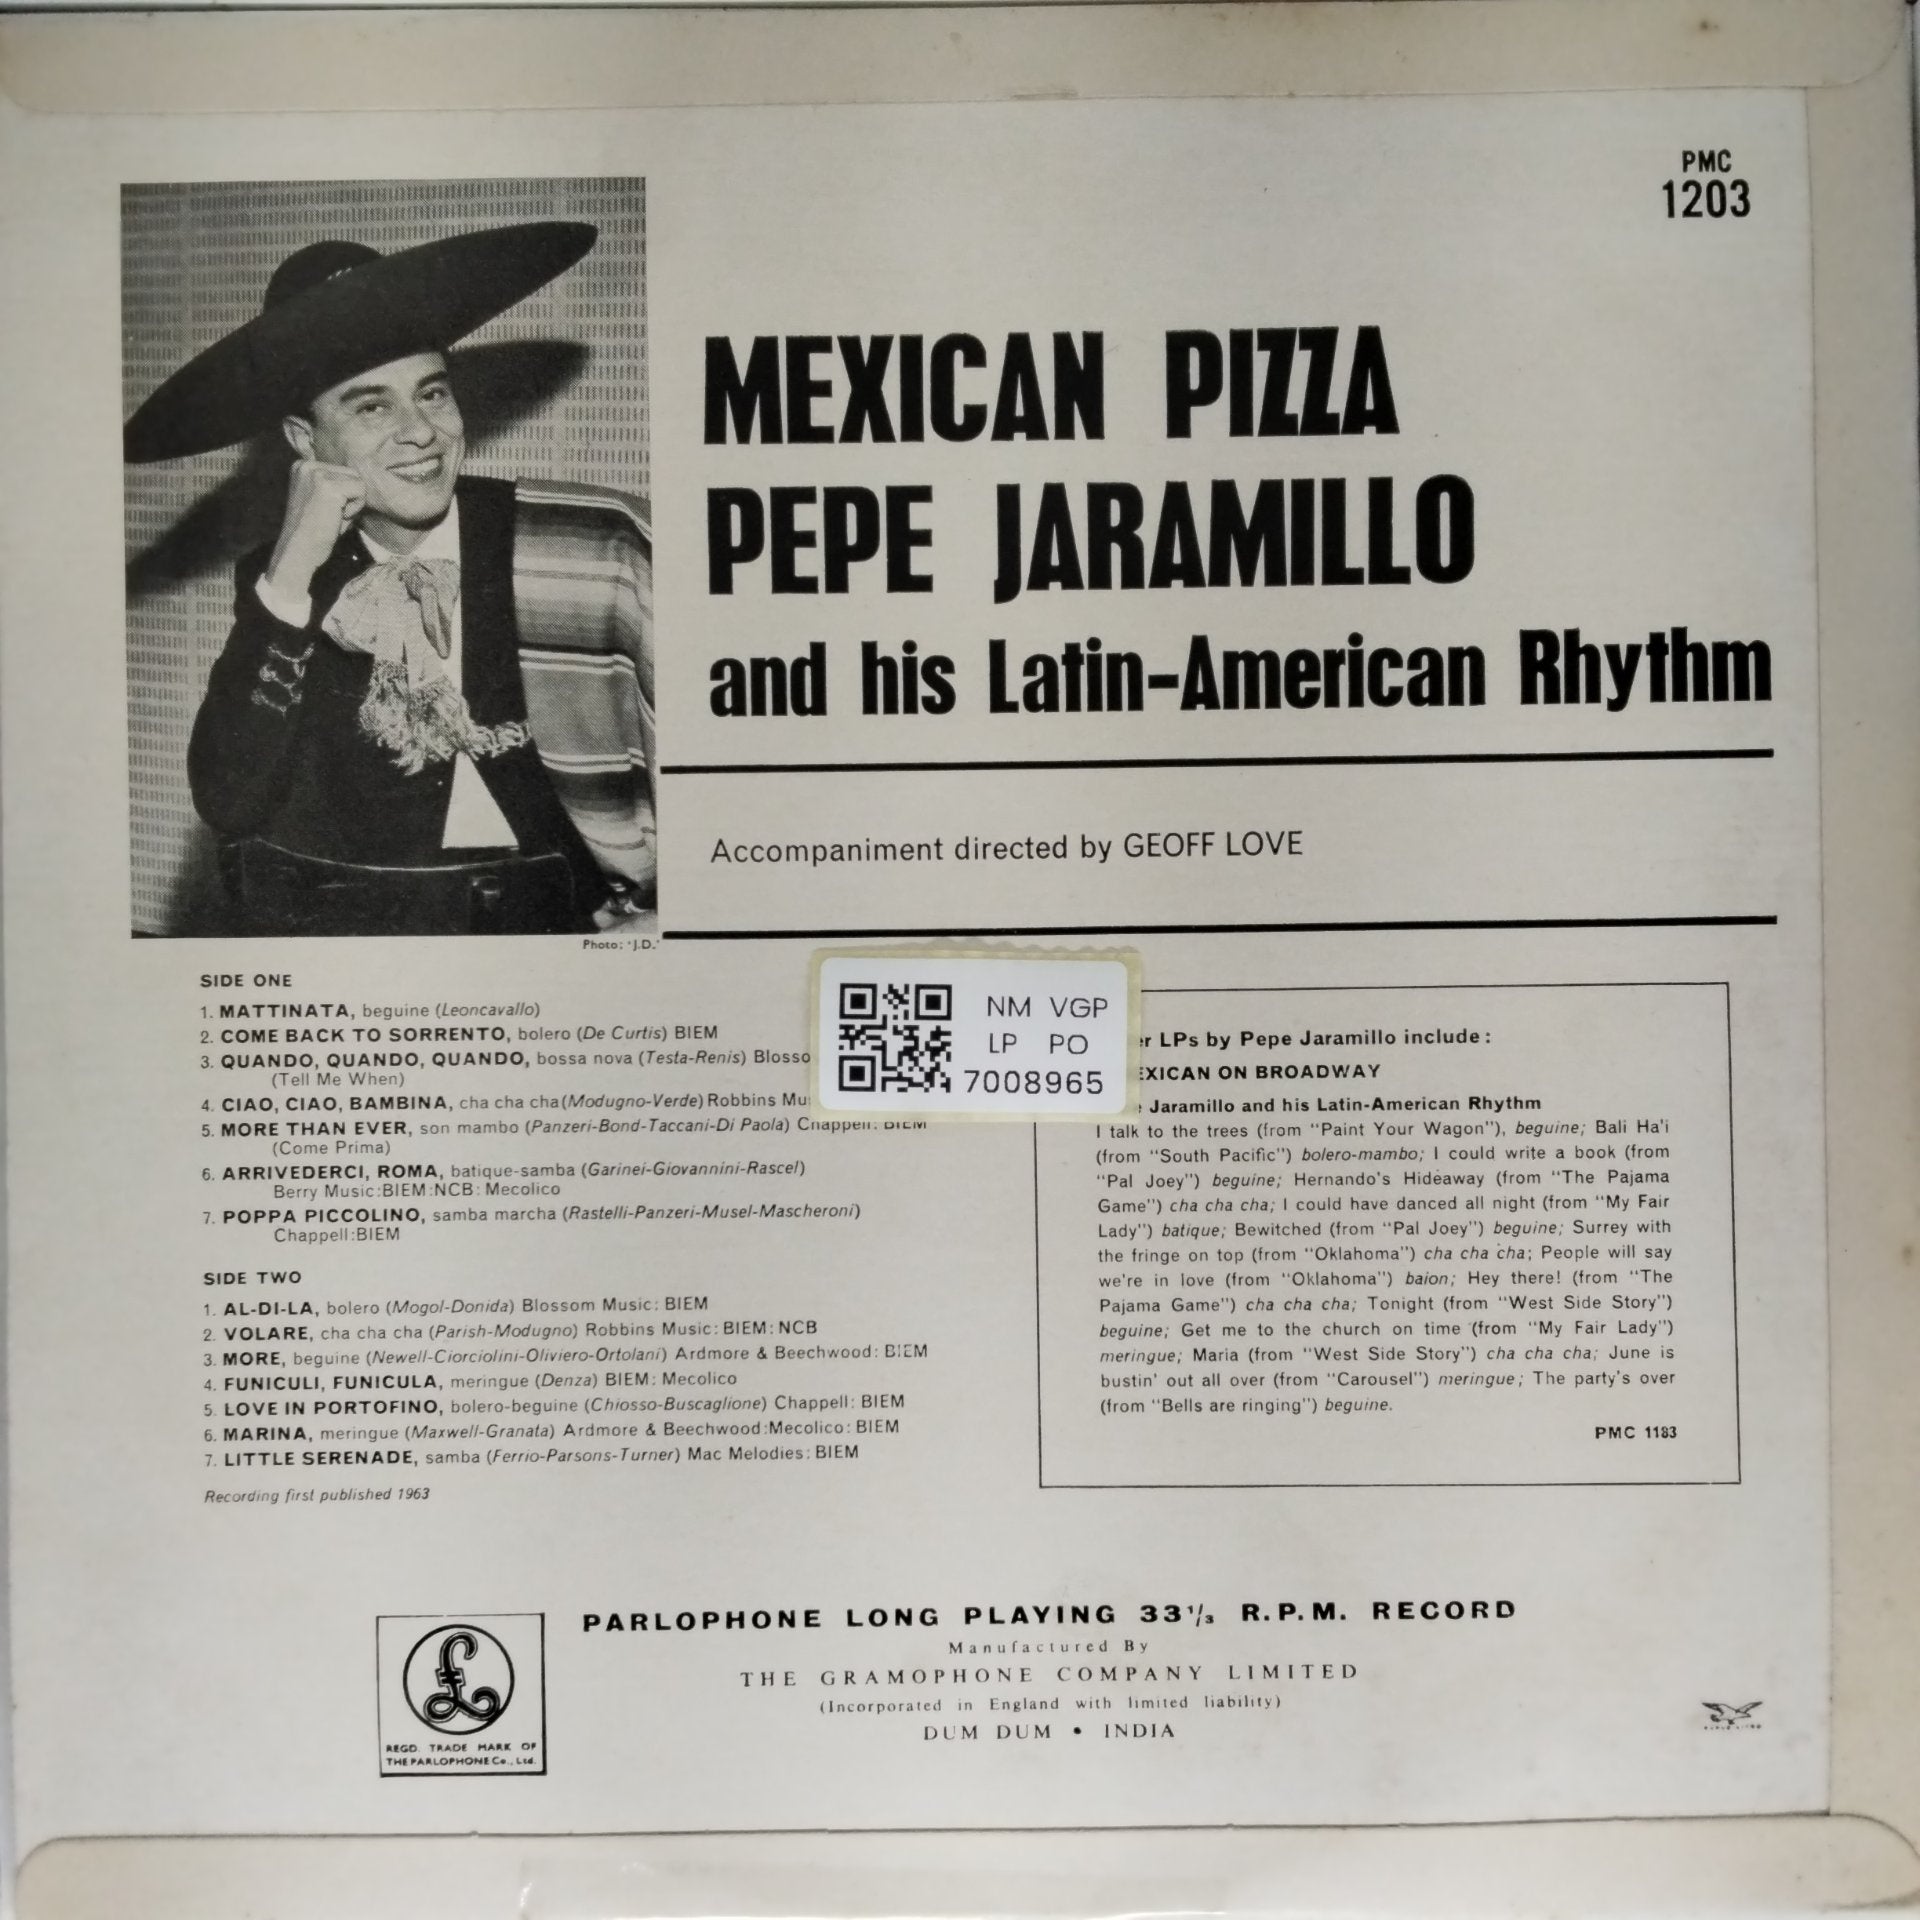 PMC
1203
MEXICAN PIZZA
PEPE JARAMILLO
and his Latin-American Rhythm
Accompaniment directed by GEOFF LOVE
Photo: 'J.D.'
SIDE ONE
1. MATTINATA, beguine (Leoncavallo)
2. COME BACK TO SORRENTO, bolero (De Curtis) BIEM
3. QUANDO, QUANDO, QUANDO, bossa nova (Testa-Renis)
(Tell Me When)
4. CIAO, CIAO, BAMBINA, cha cha cha (Modugno-Verde) Robbins
5. MORE THAN EVER, son mambo (Panzeri-Bond-Taccani-Di Paola) Chappell: BIEM
(Come Prima)
6. ARRIVEDERCI, ROMA, batique-samba (Garinei-Giovannini-Rascel)
Berry Music:BIEM:NCB: Mecolico
7. POPPA PICCOLINO, samba marcha (Rastelli-Panzeri-Musel-Mascheroni)
Chappell:BIEM
SIDE TWO
1. AL-DI-LA, bolero (Mogol-Donida) Blossom Music: BIEM
2. VOLARE, cha cha cha (Parish-Modugno) Robbins Music: BIEM: NCB
3. MORE, beguine (Newell-Ciorciolini-Oliviero-Ortolani) Ardmore & Beechwood: BIEM
4. FUNICULI, FUNICULA, meringue (Denza) BIEM: Mecolico
5. LOVE IN PORTOFINO, bolero-beguine (Chiosso-Buscaglione) Chappell: BIEM
6. MARINA, meringue (Maxwell-Granata) Ardmore & Beechwood:Mecolico: BIEM
7. LITTLE SERENADE, samba (Ferrio-Parsons-Turner) Mac Melodies: BIEM
Recording first published 1963
NM VGP
LP PO
7008965
LPs by Pepe Jaramillo include:
ON BROADWAY
Jaramillo and his Latin-American Rhythm
I talk to the trees (from "Paint Your Wagon"), beguine; Bali Ha'i
(from "South Pacific") bolero-mambo; I could write a book (from
"Pal Joey") beguine; Hernando's Hideaway (from "The Pajama
Game") cha cha cha; I could have danced all night (from "My Fair
Lady") batique; Bewitched (from "Pal Joey") beguine; Surrey with
the fringe on top (from "Oklahoma") cha cha cha; People will say
we're in love (from "Oklahoma") baion; Hey there! (from "The
Pajama Game") cha cha cha; Tonight (from "West Side Story")
beguine; Get me to the church on time (from "My Fair Lady")
meringue; Maria (from "West Side Story") cha cha cha; June is
bustin' out all over (from "Carousel") meringue; The party's over
(from "Bells are ringing") beguine.
PMC 1183
REGD. TRADE MARK OF
THE PARLOPHONE Co., Ltd.
PARLOPHONE LONG PLAYING 33⅓ R.P.M. RECORD
Manufactured By
THE GRAMOPHONE COMPANY LIMITED
(Incorporated in England with limited liability)
DUM DUM • INDIA